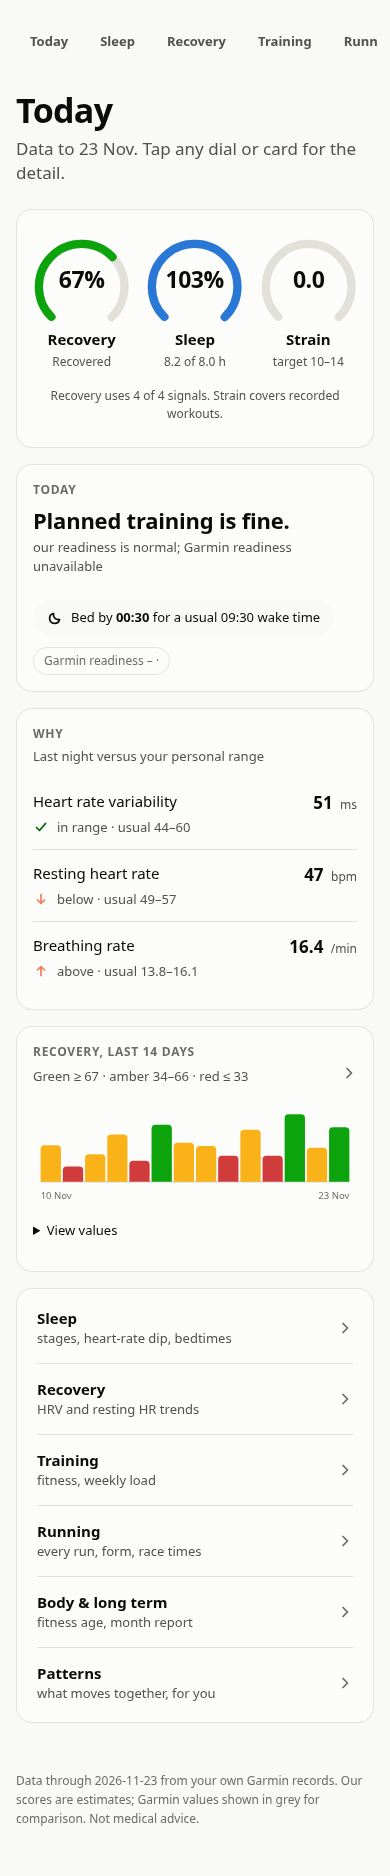 Today Sleep Recovery Training Runn
Today
Data to 23 Nov. Tap any dial or card for the
detail.
67% 103% 0.0
Recovery Sleep Strain
Recovered 8.2 of 8.0 h target 10–14
Recovery uses 4 of 4 signals. Strain covers recorded
workouts.
TODAY
Planned training is fine.
our readiness is normal; Garmin readiness
unavailable
Bed by 00:30 for a usual 09:30 wake time
Garmin readiness – ·
WHY
Last night versus your personal range
Heart rate variability 51 ms
in range · usual 44–60
Resting heart rate 47 bpm
below · usual 49–57
Breathing rate 16.4 /min
above · usual 13.8–16.1
RECOVERY, LAST 14 DAYS
Green ≥ 67 · amber 34–66 · red ≤ 33
10 Nov 23 Nov
View values
Sleep
stages, heart-rate dip, bedtimes
Recovery
HRV and resting HR trends
Training
fitness, weekly load
Running
every run, form, race times
Body & long term
fitness age, month report
Patterns
what moves together, for you
Data through 2026-11-23 from your own Garmin records. Our
scores are estimates; Garmin values shown in grey for
comparison. Not medical advice.